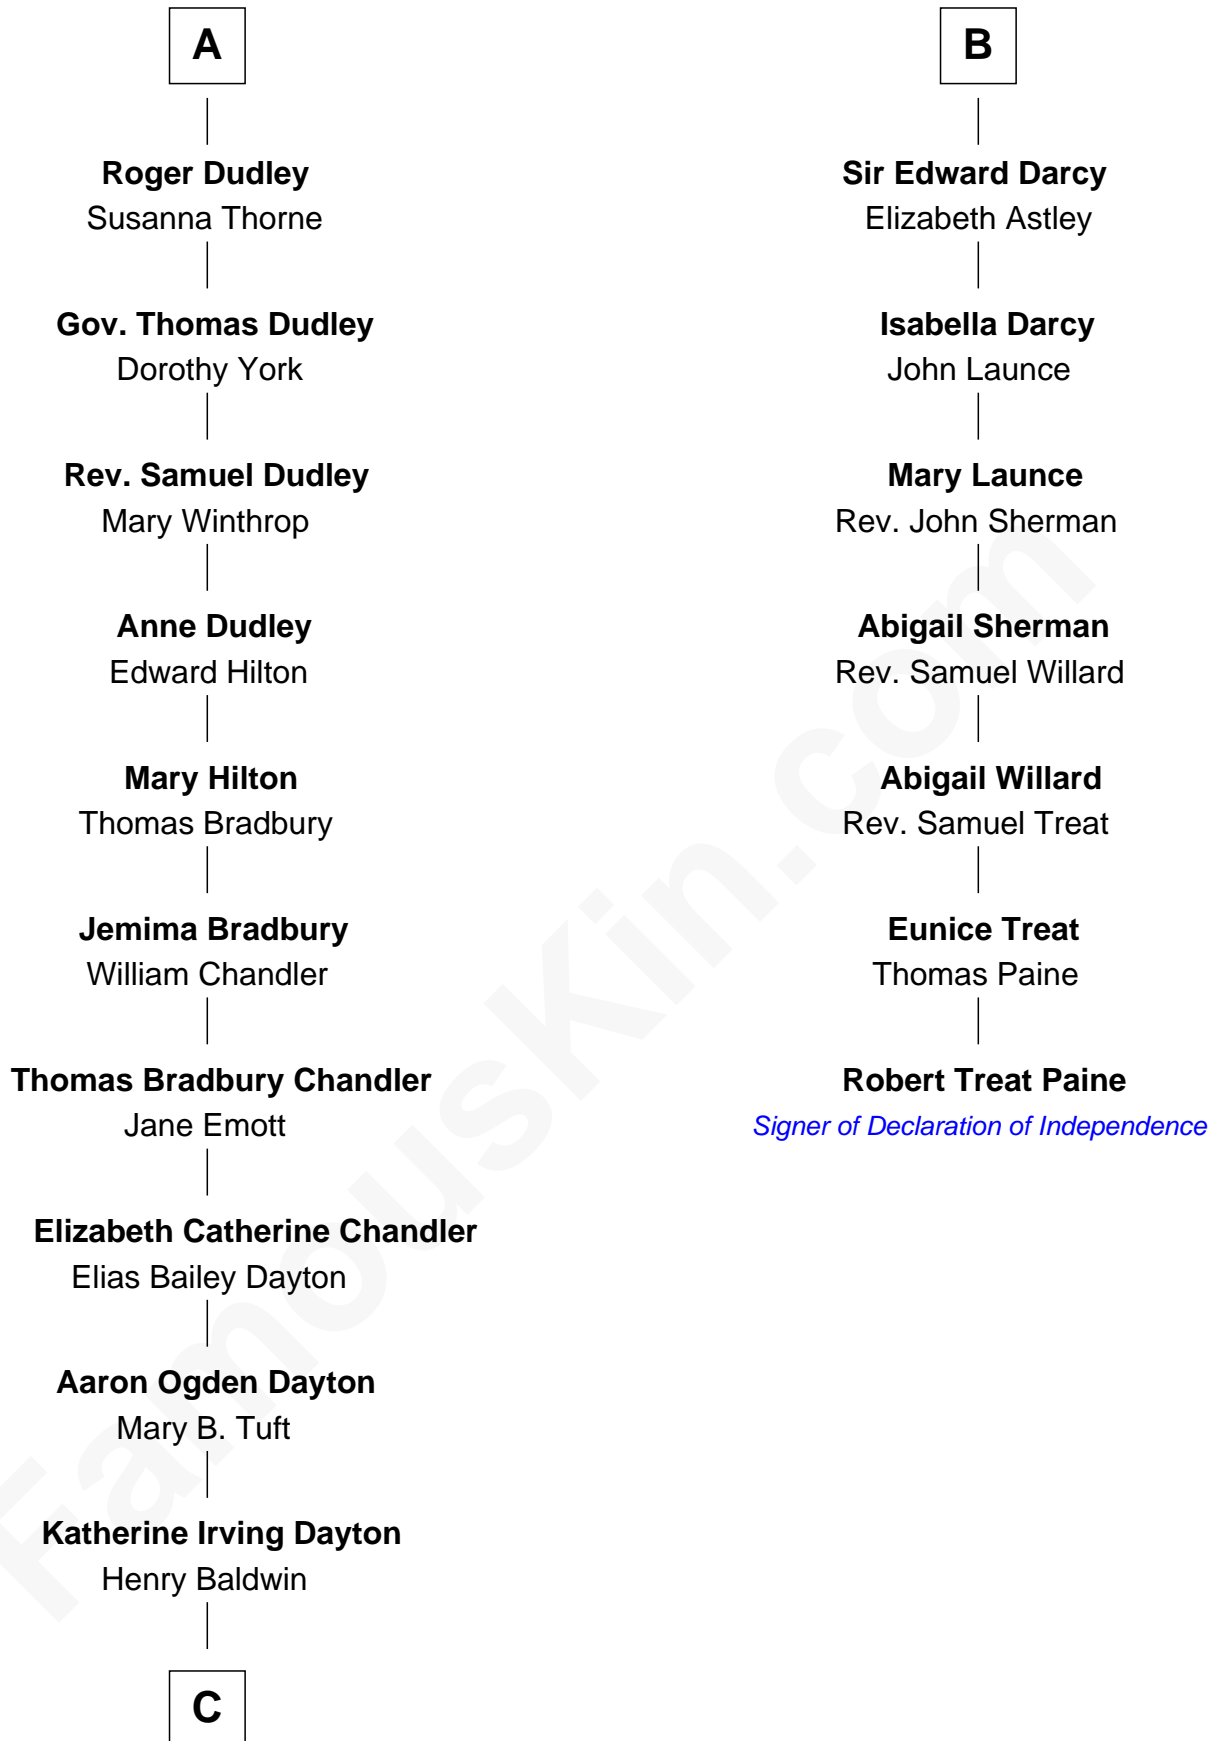 A
Roger Dudley
Susanna Thorne
Gov. Thomas Dudley
Dorothy York
Rev. Samuel Dudley
Mary Winthrop
Anne Dudley
Edward Hilton
Mary Hilton
Thomas Bradbury
Jemima Bradbury
William Chandler
Thomas Bradbury Chandler
Jane Emott
Elizabeth Catherine Chandler
Elias Bailey Dayton
Aaron Ogden Dayton
Mary B. Tuft
Katherine Irving Dayton
Henry Baldwin
C
B
Sir Edward Darcy
Elizabeth Astley
Isabella Darcy
John Launce
Mary Launce
Rev. John Sherman
Abigail Sherman
Rev. Samuel Willard
Abigail Willard
Rev. Samuel Treat
Eunice Treat
Thomas Paine
Robert Treat Paine
Signer of Declaration of Independence
FamousKin.com